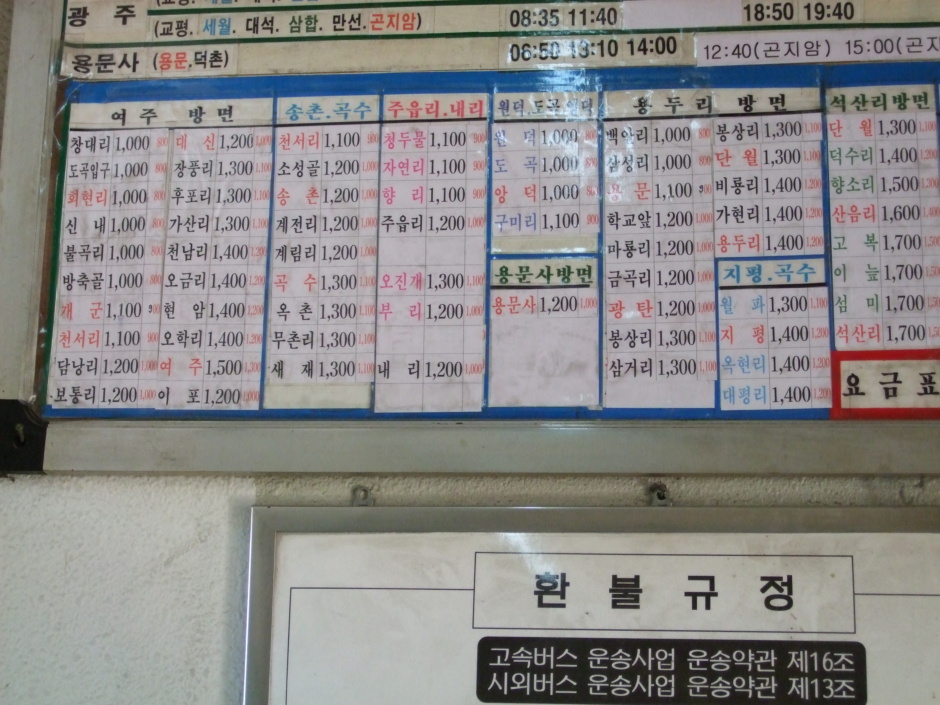 광 주 (교평. 세월. 대석. 삼합. 만선.곤지암) 08:35 11:40 18:50 19:40
용문사 (용문.덕촌) 06:50 13:10 14:00 12:40(곤지암) 15:00(곤지
여 주 방 면
창대리 1,000 대 신 1,200
도곡입구 1,000 장풍리 1,300
회현리 1,000 후포리 1,300
신 내 1,000 가산리 1,300
불곡리 1,000 천남리 1,400
방축골 1,000 오금리 1,400
개 군 1,100 현 암 1,400
천서리 1,100 오학리 1,400
담낭리 1,200 여 주 1,500
보통리 1,200 이 포 1,200
송촌.곡수
천서리 1,100
소성골 1,200
송 촌 1,200
계전리 1,200
계림리 1,200
곡 수 1,300
옥 촌 1,300
무촌리 1,300
새 재 1,300
주읍리.내리
청두물 1,100
자연리 1,100
향 리 1,100
주읍리 1,200
오진개 1,300
부 리 1,200
내 리 1,200
원덕.도곡.원덕
원 덕 1,000
도 곡 1,000
앙 덕 1,000
구미리 1,100
용문사방면
용문사 1,200
용 두 리 방 면
백안리 1,000 봉상리 1,300
삼성리 1,000 단 월 1,300
용 문 1,100 비룡리 1,400
학교앞 1,200 가현리 1,400
마룡리 1,200 용두리 1,400
금곡리 1,200
광 탄 1,200
봉상리 1,300
삼거리 1,300
지평.곡수
월 파 1,300
지 평 1,400
옥현리 1,400
대평리 1,400
석산리방면
단 월 1,300
덕수리 1,400
향소리 1,500
산음리 1,600
고 복 1,700
이 늪 1,700
섬 미 1,700
석산리 1,700
요 금 표
환 불 규 정
고속버스 운송사업 운송약관 제16조
시외버스 운송사업 운송약관 제13조